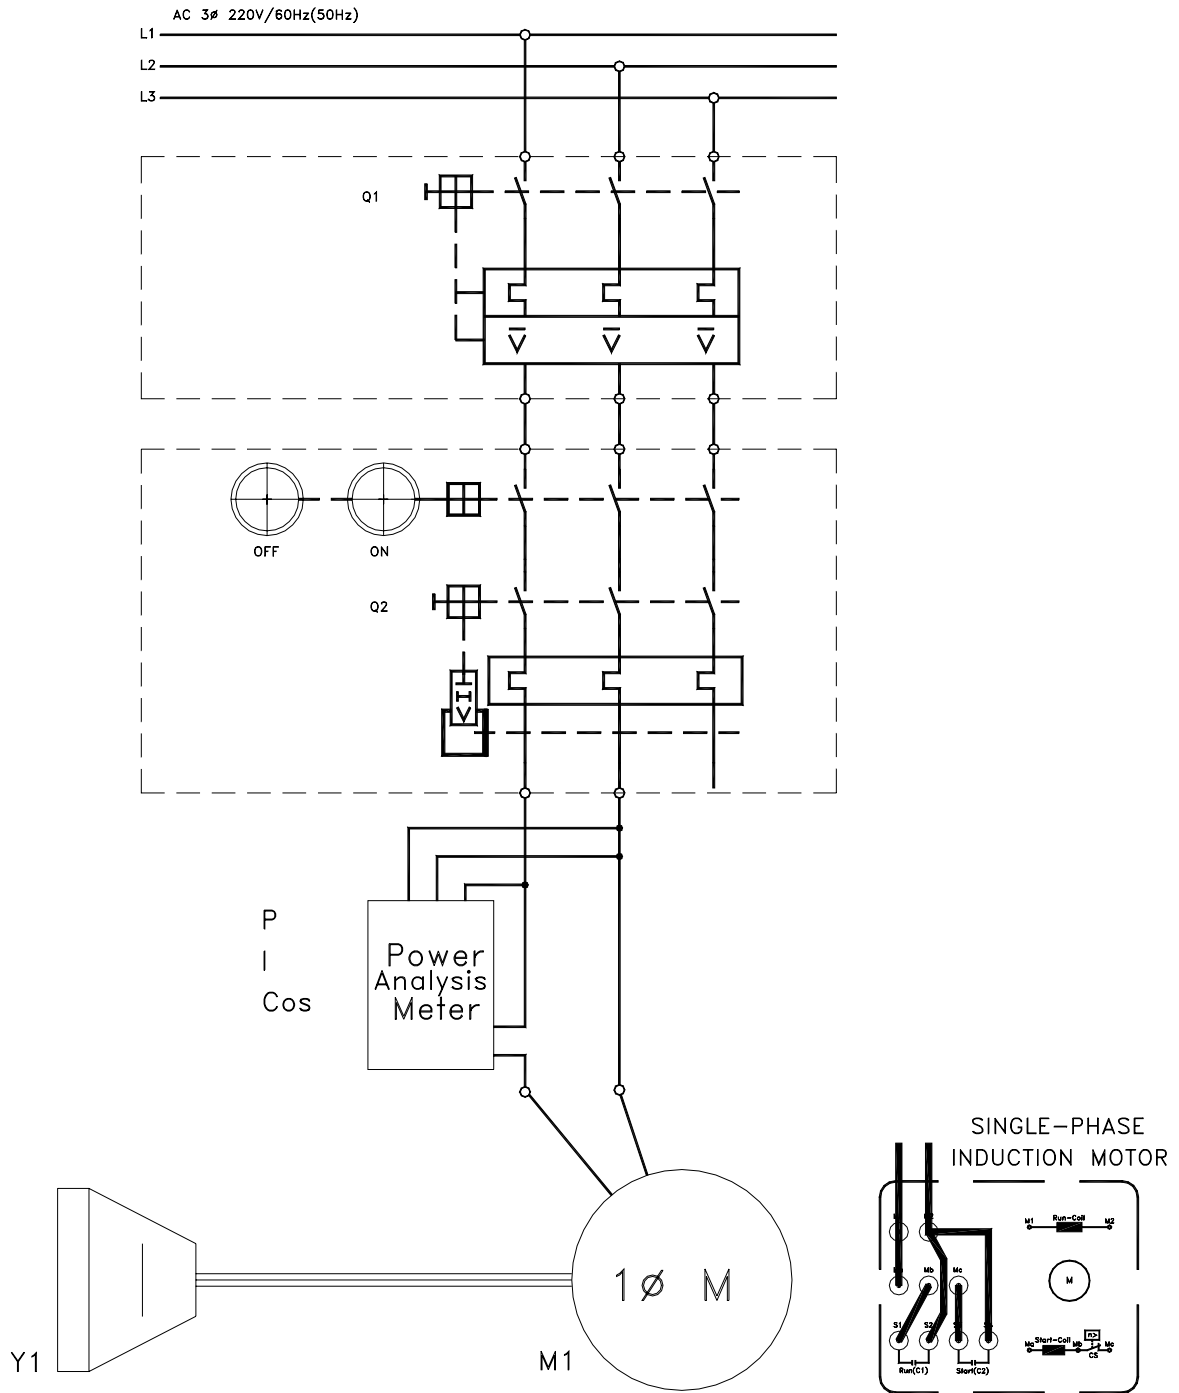 AC 3ø 220V/60Hz(50Hz)
L1
L2
L3
Q1
OFF
ON
Q2
P
I
Cos
Power
Analysis
Meter
1ø M
M1
Y1
SINGLE-PHASE
INDUCTION MOTOR
M1
Run-Coil
M2
Mb
Mc
M
S1
S2
n>
Ma
Start-Coil
Mb
CS
Mc
Run(C1)
Start(C2)